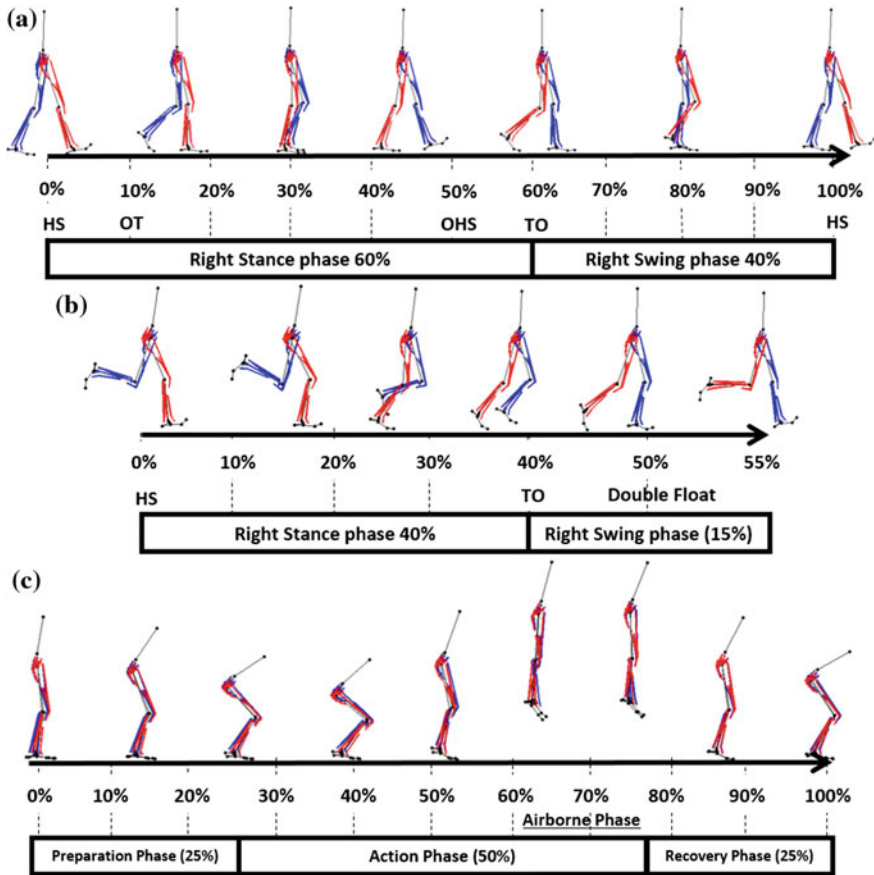 (a)
0% 10% 20% 30% 40% 50% 60% 70% 80% 90% 100%
HS OT OHS TO HS
Right Stance phase 60% Right Swing phase 40%
(b)
0% 10% 20% 30% 40% 50% 55%
HS TO Double Float
Right Stance phase 40% Right Swing phase (15%)
(c)
0% 10% 20% 30% 40% 50% 60% 70% 80% 90% 100%
Airborne Phase
Preparation Phase (25%) Action Phase (50%) Recovery Phase (25%)